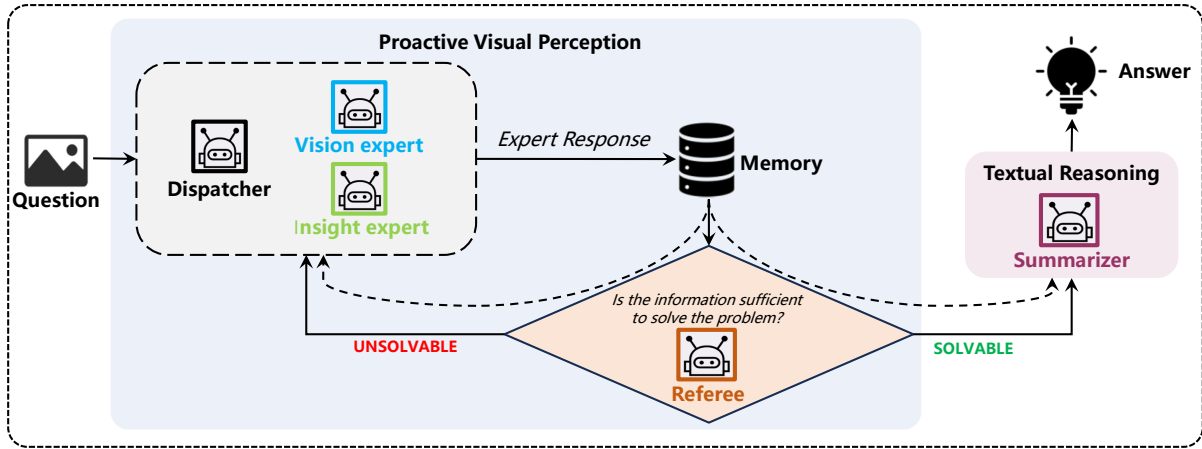 Proactive Visual Perception
Question
Dispatcher
Vision expert
Insight expert
Expert Response
Memory
Is the information sufficient
to solve the problem?
Referee
UNSOLVABLE
SOLVABLE
Textual Reasoning
Summarizer
Answer